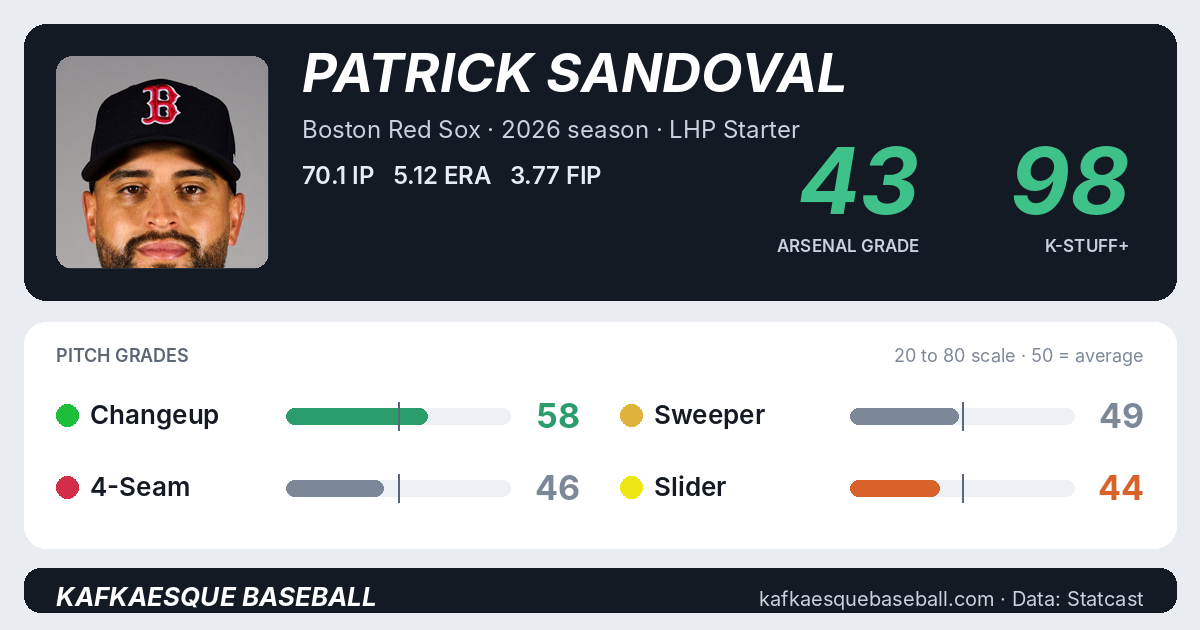 PATRICK SANDOVAL
Boston Red Sox · 2026 season · LHP Starter
70.1 IP 5.12 ERA 3.77 FIP
43 98
ARSENAL GRADE K-STUFF+
B
PITCH GRADES 20 to 80 scale · 50 = average
Changeup 58 Sweeper 49
4-Seam 46 Slider 44
KAFKAESQUE BASEBALL kafkaesquebaseball.com · Data: Statcast